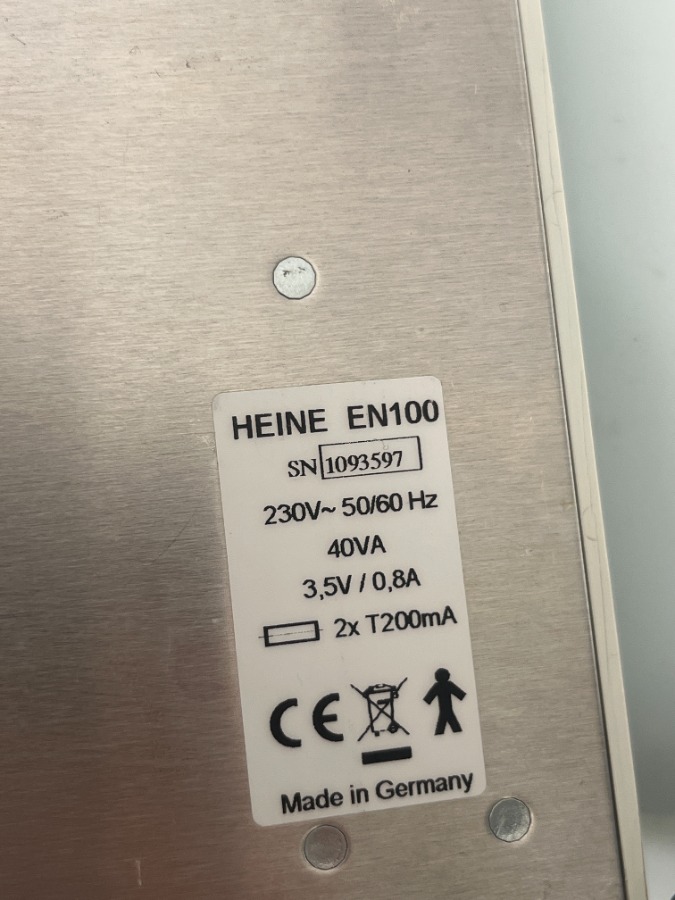 HEINE EN100
SN 1093597
230V~ 50/60 Hz
40VA
3,5V / 0,8A
2x T200mA
CE
Made in Germany